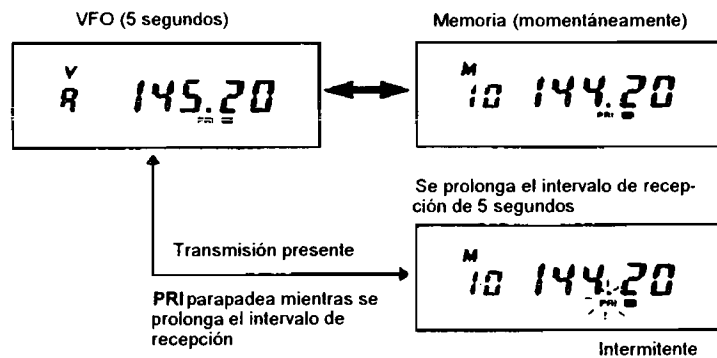 VFO (5 segundos)
Memoria (momentáneamente)
V
A 145.20
PRI
M
10 144.20
PRI
Se prolonga el intervalo de recep-
ción de 5 segundos
Transmisión presente
M
10 144.20
PRI
PRI parapadea mientras se
prolonga el intervalo de
recepción
Intermitente